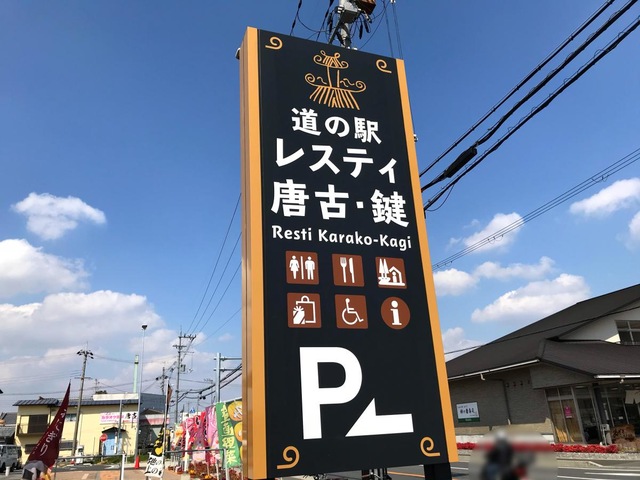 道の駅
レスティ
唐古・鍵
Resti Karako-Kagi
i
P